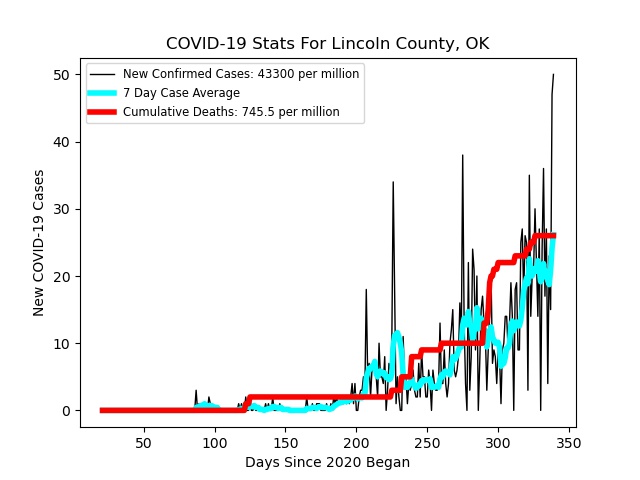 COVID-19 Stats For Lincoln County, OK
New Confirmed Cases: 43300 per million
7 Day Case Average
Cumulative Deaths: 745.5 per million
New COVID-19 Cases
50
40
30
20
10
0
50 100 150 200 250 300 350
Days Since 2020 Began